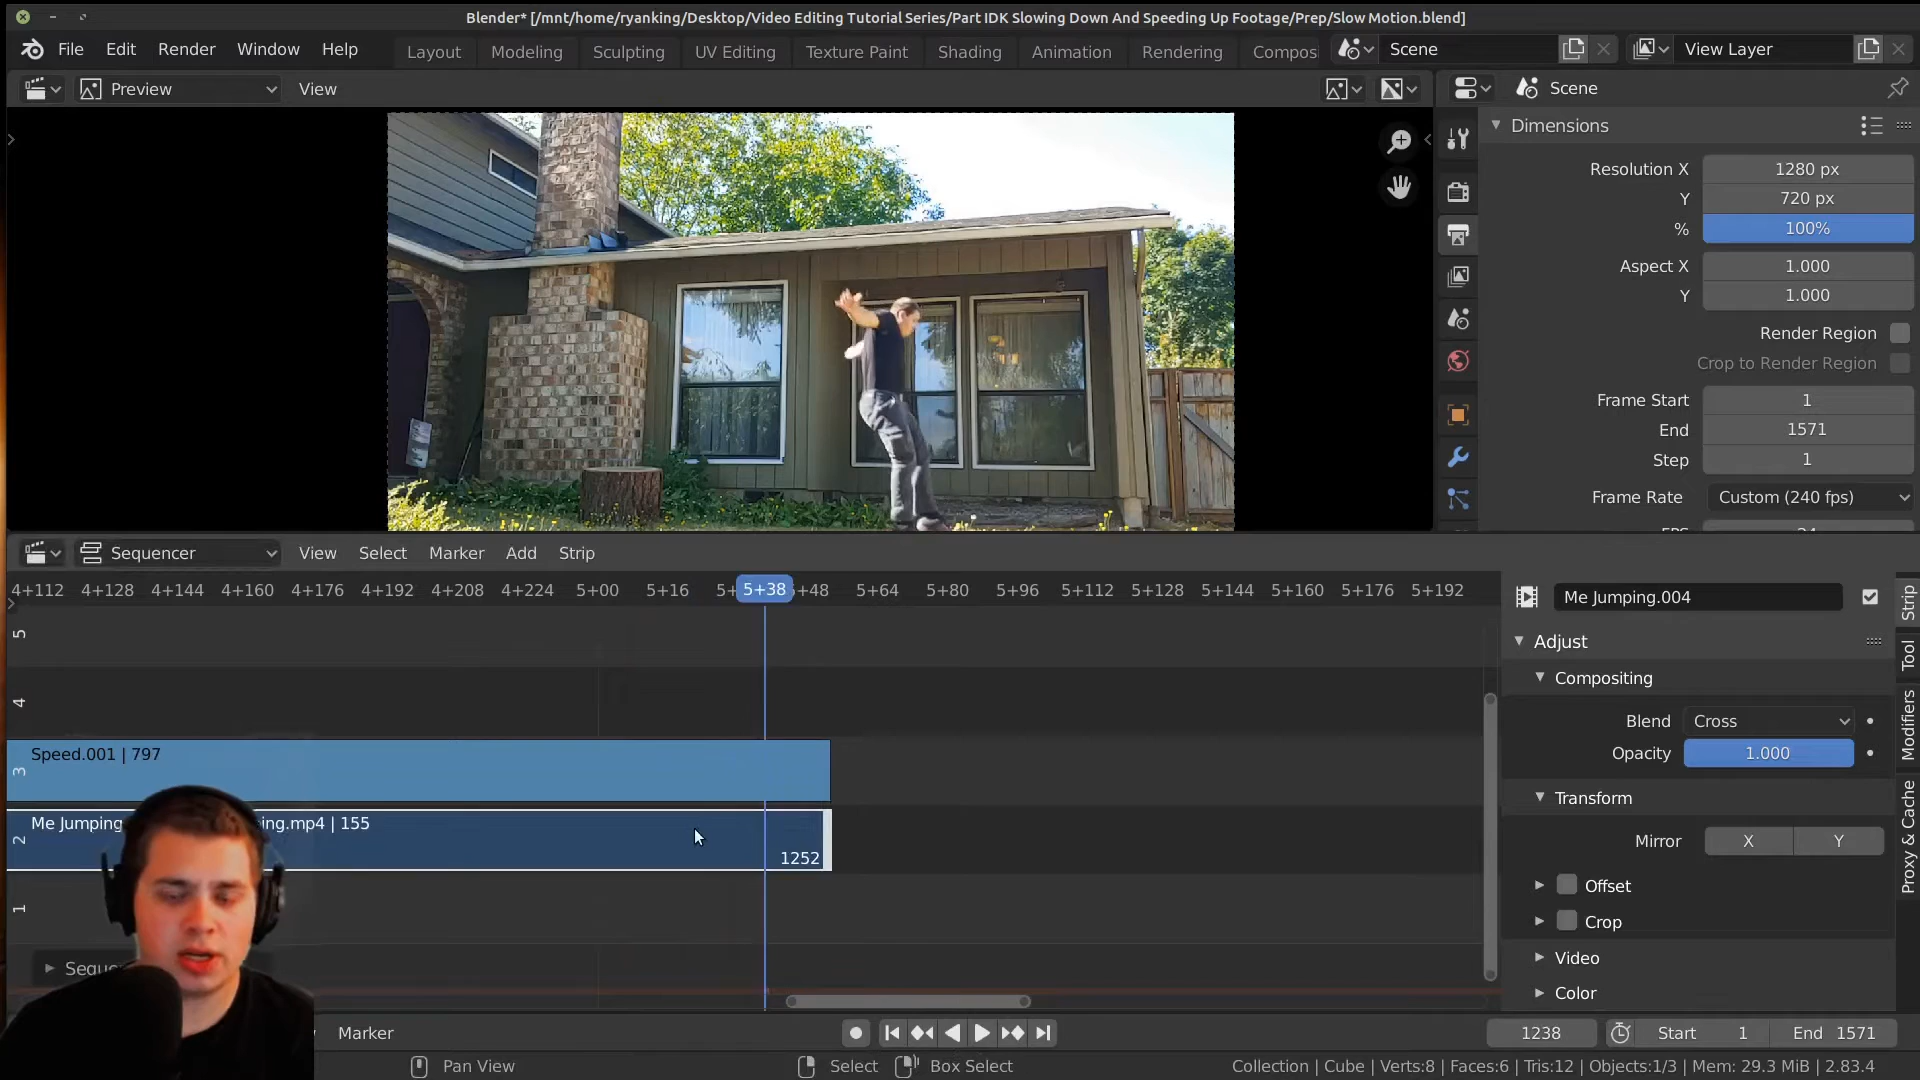 Blender* [/mnt/home/ryanking/Desktop/Video Editing Tutorial Series/Part IDK Slowing Down And Speeding Up Footage/Prep/Slow Motion.blend]
File Edit Render Window Help Layout Modeling Sculpting UV Editing Texture Paint Shading Animation Rendering Compos Scene View Layer
Preview View Scene
Dimensions
Resolution X 1280 px
Y 720 px
% 100%
Aspect X 1.000
Y 1.000
Render Region
Crop to Render Region
Frame Start 1
End 1571
Step 1
Frame Rate Custom (240 fps)
Sequencer View Select Marker Add Strip
4+112 4+128 4+144 4+160 4+176 4+192 4+208 4+224 5+00 5+16 5+ 5+38 +48 5+64 5+80 5+96 5+112 5+128 5+144 5+160 5+176 5+192
5
4
3
2
1
Speed.001 | 797
Me Jumping ing.mp4 | 155
1252
Seque
Me Jumping.004
Adjust
Compositing
Blend Cross
Opacity 1.000
Transform
Mirror X Y
Offset
Crop
Video
Color
Strip
Tool
Modifiers
Proxy & Cache
Marker 1238 Start 1 End 1571
Pan View Select Box Select Collection | Cube | Verts:8 | Faces:6 | Tris:12 | Objects:1/3 | Mem: 29.3 MiB | 2.83.4